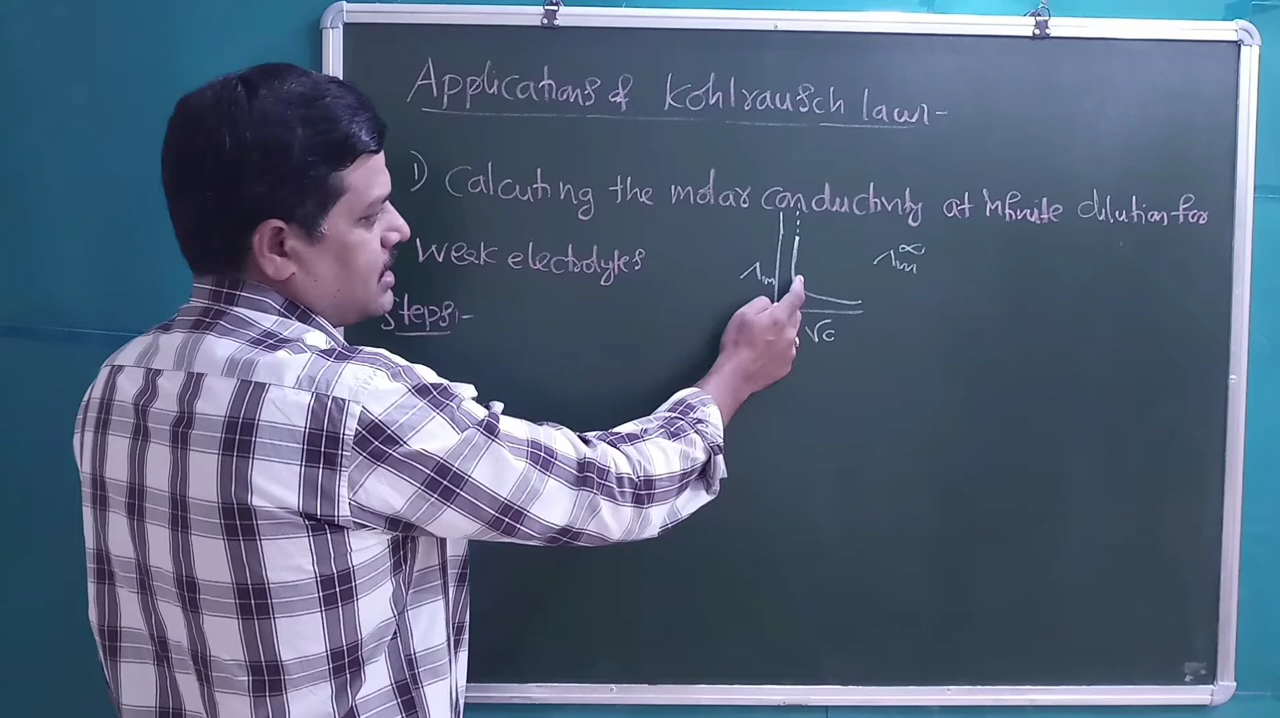 Applications of Kohlrausch law:-
1) Calcuting the molar conductivity at infinite dilution for
weak electrolytes
Λm
Λm∞
Steps:-
√c